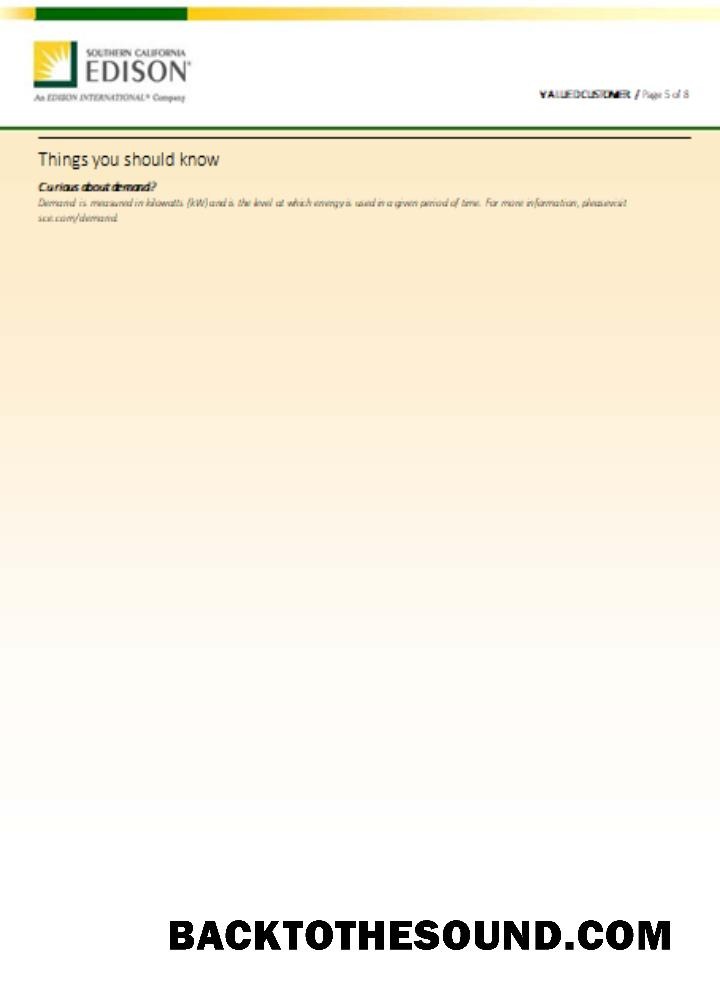 SOUTHERN CALIFORNIA
EDISON®
An EDISON INTERNATIONAL® Company
VALUED CUSTOMER / Page 5 of 8
Things you should know
Curious about demand?
Demand is measured in kilowatts (kW) and is the level at which energy is used in a given period of time. For more information, please visit
sce.com/demand.
BACKTOTHESOUND.COM